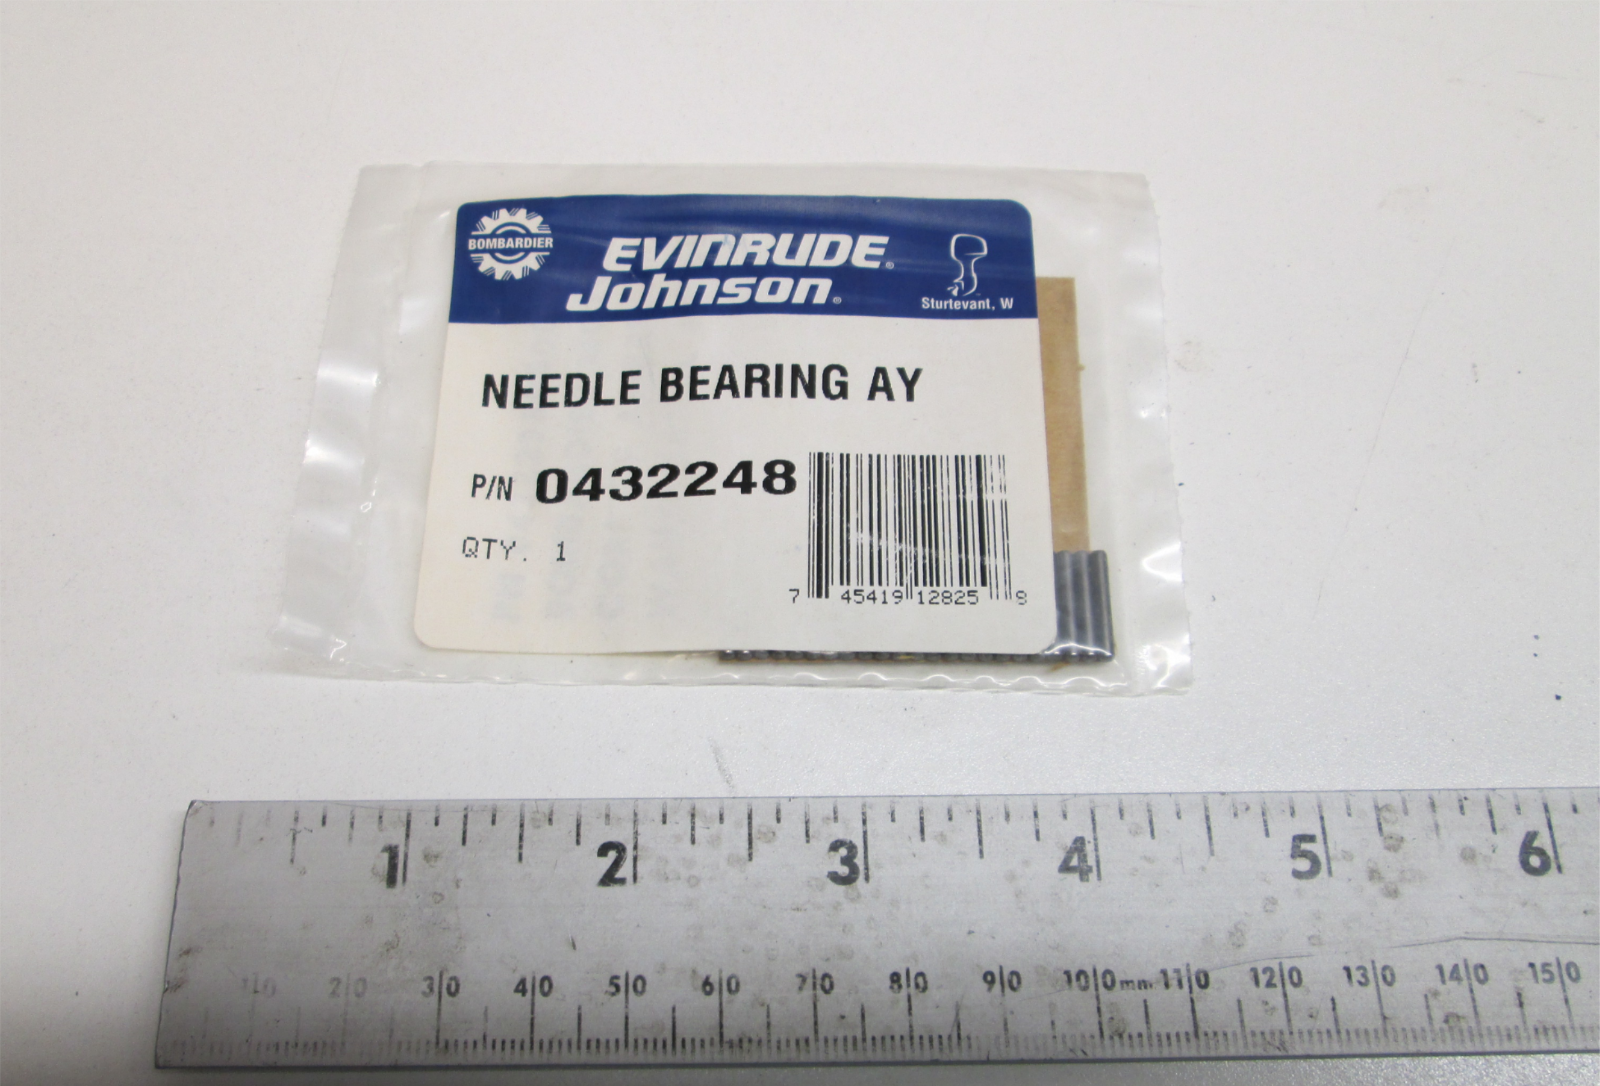 BOMBARDIER
EVINRUDE®
Johnson®
Sturtevant, W
NEEDLE BEARING AY
P/N 0432248
QTY. 1
7 45419 12825 8
1 2 3 4 5 6
10 20 30 40 50 60 70 80 90 100mm 110 120 130 140 150